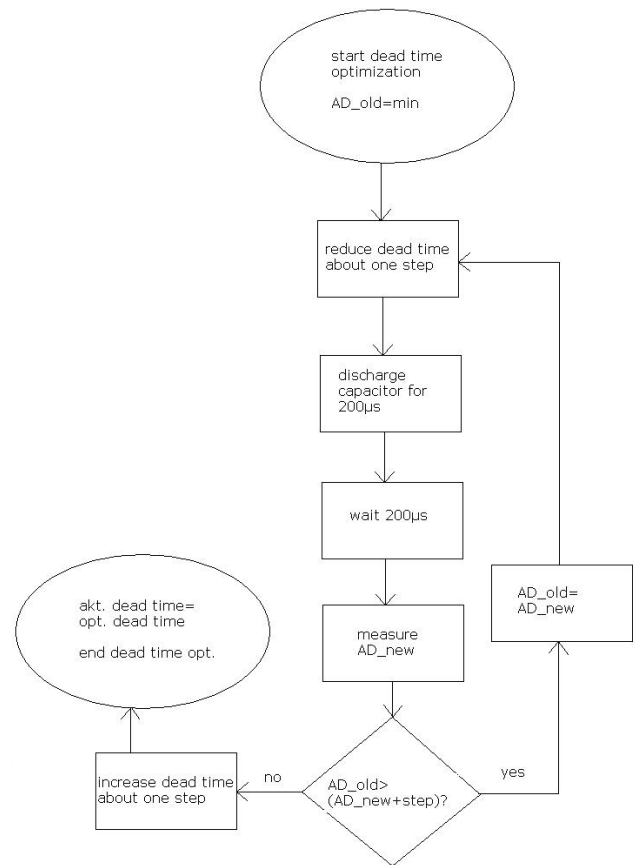 start dead time
optimization
AD_old=min
reduce dead time
about one step
discharge
capacitor for
200µs
wait 200µs
measure
AD_new
AD_old>
(AD_new+step)?
yes
AD_old=
AD_new
no
increase dead time
about one step
akt. dead time=
opt. dead time
end dead time opt.